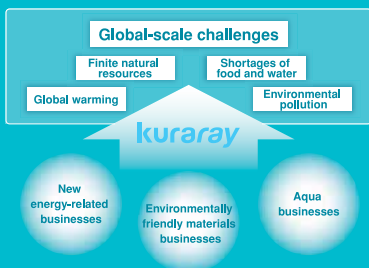 Global-scale challenges
Finite natural
resources
Shortages of
food and water
Global warming
Environmental
pollution
kuraray
New
energy-related
businesses
Environmentally
friendly materials
businesses
Aqua
businesses